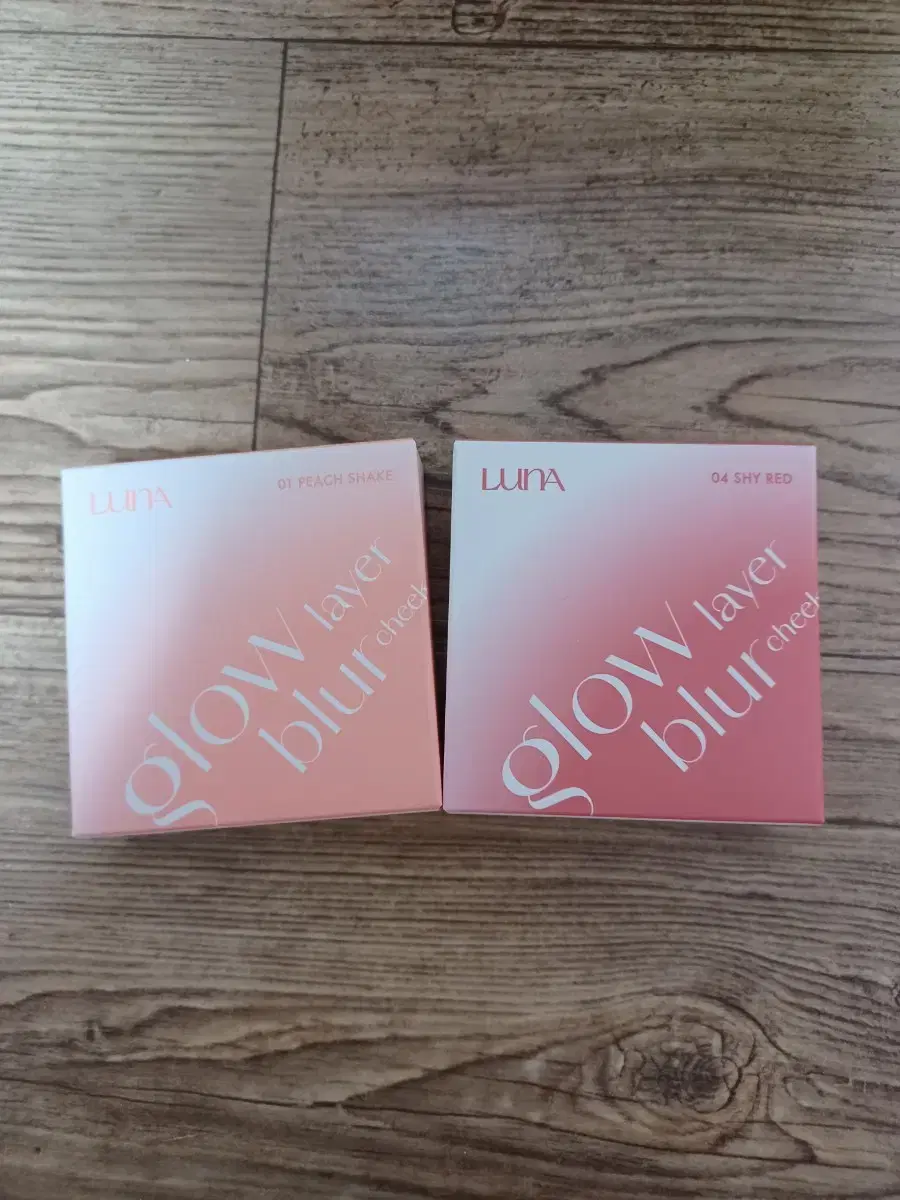 LUNA
01 PEACH SHAKE
glow layer
blur cheek
LUNA
04 SHY RED
glow layer
blur cheek